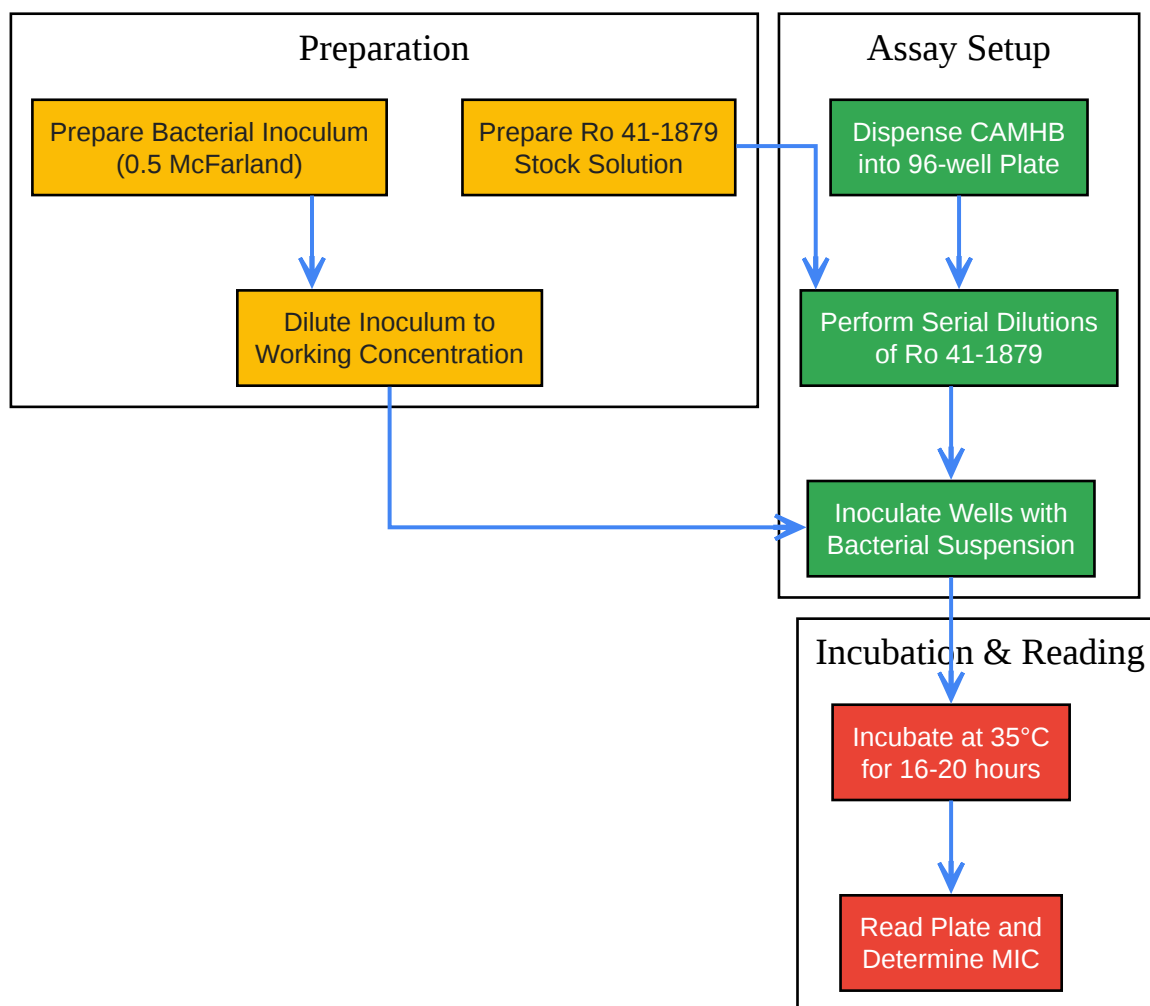 Preparation
Prepare Bacterial Inoculum
(0.5 McFarland)
Prepare Ro 41-1879
Stock Solution
Dilute Inoculum to
Working Concentration
Assay Setup
Dispense CAMHB
into 96-well Plate
Perform Serial Dilutions
of Ro 41-1879
Inoculate Wells with
Bacterial Suspension
Incubation & Reading
Incubate at 35°C
for 16-20 hours
Read Plate and
Determine MIC